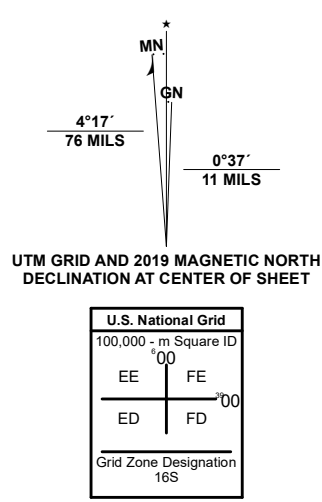 MN
GN
4°17´
76 MILS
0°37´
11 MILS
UTM GRID AND 2019 MAGNETIC NORTH
DECLINATION AT CENTER OF SHEET
U.S. National Grid
100,000 - m Square ID
600
EE FE
3900
ED FD
Grid Zone Designation
16S